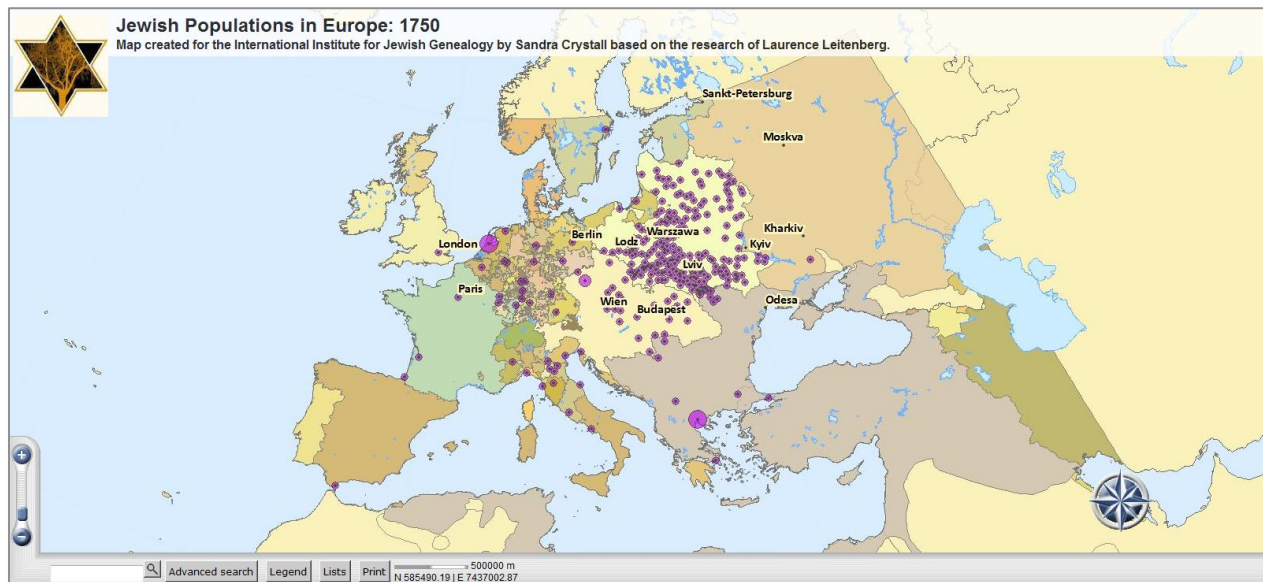 Jewish Populations in Europe: 1750
Map created for the International Institute for Jewish Genealogy by Sandra Crystall based on the research of Laurence Leitenberg.
Sankt-Petersburg
Moskva
London
Berlin
Lodz
Warszawa
Kharkiv
Kyiv
Lviv
Paris
Wien
Budapest
Odesa
Advanced search
Legend
Lists
Print
500000 m
N 585490.19 | E 7437002.87